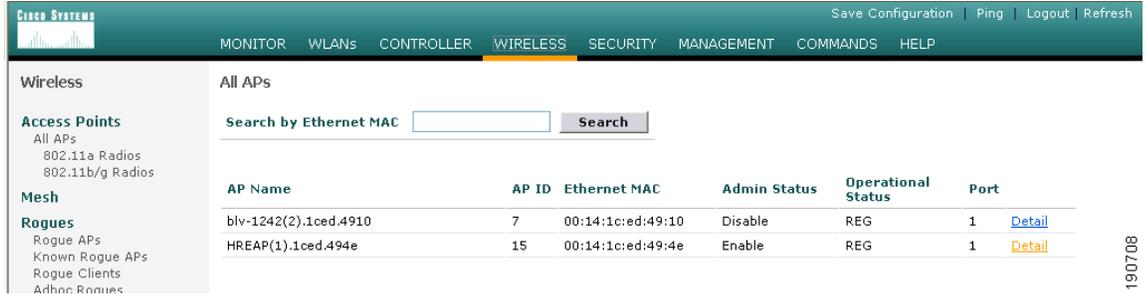 CISCO SYSTEMS
Save Configuration | Ping | Logout | Refresh
MONITOR WLANs CONTROLLER WIRELESS SECURITY MANAGEMENT COMMANDS HELP
Wireless
Access Points
All APs
802.11a Radios
802.11b/g Radios
Mesh
Rogues
Rogue APs
Known Rogue APs
Rogue Clients
Adhoc Rogues
All APs
Search by Ethernet MAC Search
AP Name AP ID Ethernet MAC Admin Status Operational Status Port
blv-1242(2).1ced.4910 7 00:14:1c:ed:49:10 Disable REG 1 Detail
HREAP(1).1ced.494e 15 00:14:1c:ed:49:4e Enable REG 1 Detail
190708